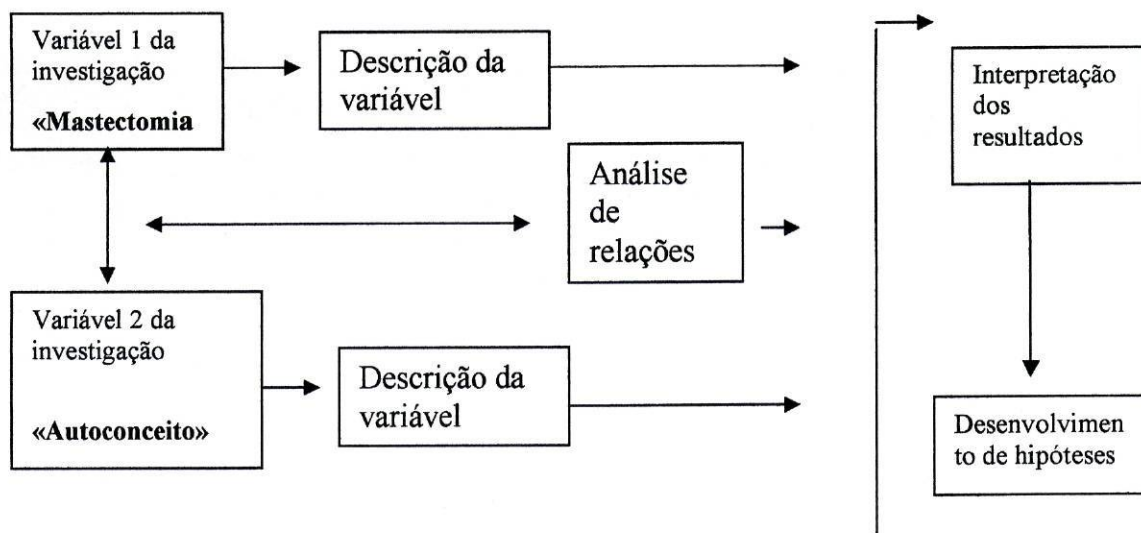 Variável 1 da
investigação
«Mastectomia
Descrição da
variável
Análise
de
relações
Variável 2 da
investigação
«Autoconceito»
Descrição da
variável
Interpretação
dos
resultados
Desenvolvimen
to de hipóteses